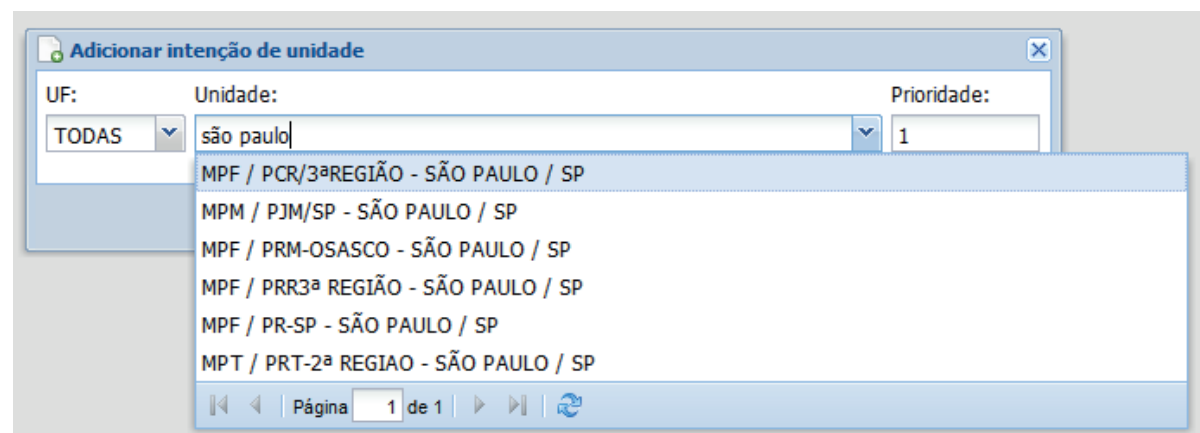 Adicionar intenção de unidade
UF: Unidade: Prioridade:
TODAS são paulo 1
MPF / PCR/3ªREGIÃO - SÃO PAULO / SP
MPM / PJM/SP - SÃO PAULO / SP
MPF / PRM-OSASCO - SÃO PAULO / SP
MPF / PRR3ª REGIÃO - SÃO PAULO / SP
MPF / PR-SP - SÃO PAULO / SP
MPT / PRT-2ª REGIAO - SÃO PAULO / SP
Página 1 de 1